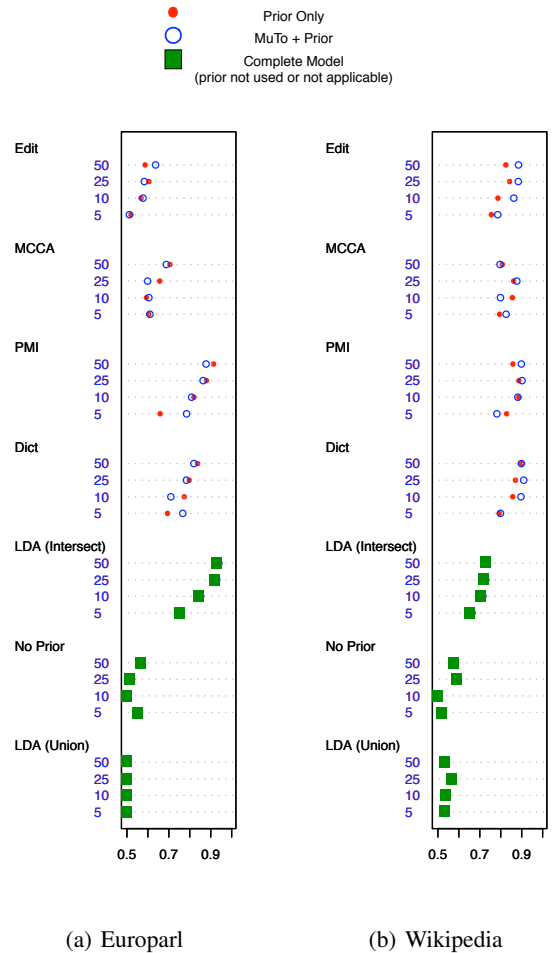 Prior Only
MuTo + Prior
Complete Model
(prior not used or not applicable)
Edit
50
25
10
5
MCCA
50
25
10
5
PMI
50
25
10
5
Dict
50
25
10
5
LDA (Intersect)
50
25
10
5
No Prior
50
25
10
5
LDA (Union)
50
25
10
5
0.5 0.7 0.9
(a) Europarl
Edit
50
25
10
5
MCCA
50
25
10
5
PMI
50
25
10
5
Dict
50
25
10
5
LDA (Intersect)
50
25
10
5
No Prior
50
25
10
5
LDA (Union)
50
25
10
5
0.5 0.7 0.9
(b) Wikipedia